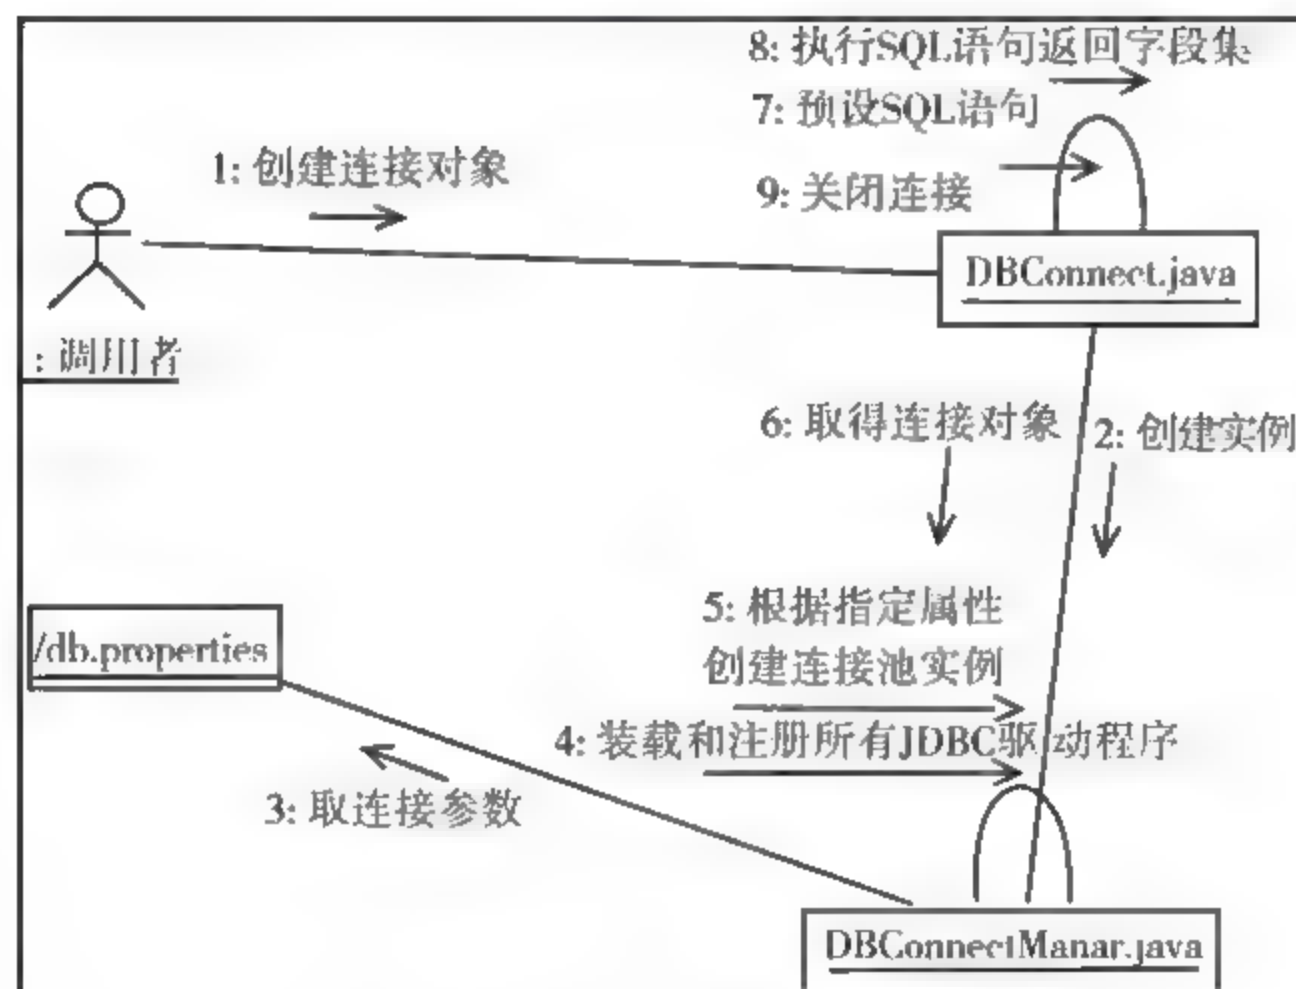 8: 执行SQL语句返回字段集
7: 预设SQL语句
1: 创建连接对象
9: 关闭连接
DBConnect.java
: 调用者
6: 取得连接对象
2: 创建实例
5: 根据指定属性
创建连接池实例
/db.properties
4: 装载和注册所有JDBC驱动程序
3: 取连接参数
DBConnectManar.java